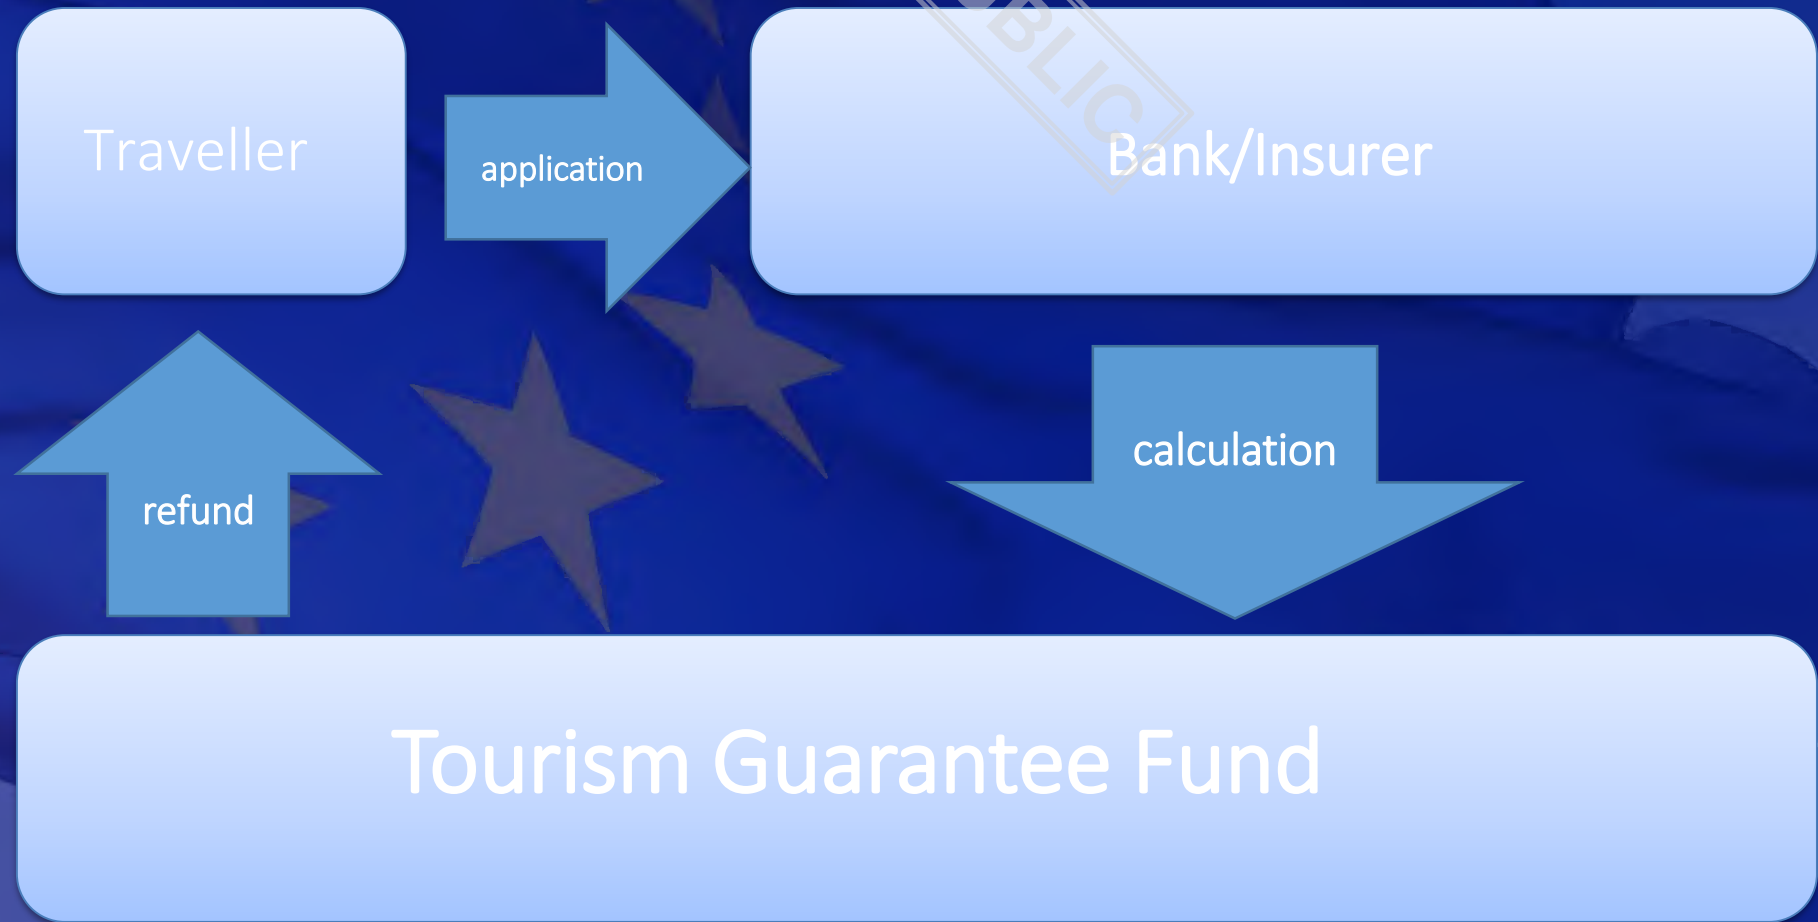 Traveller
application
Bank/Insurer
refund
calculation
Tourism Guarantee Fund